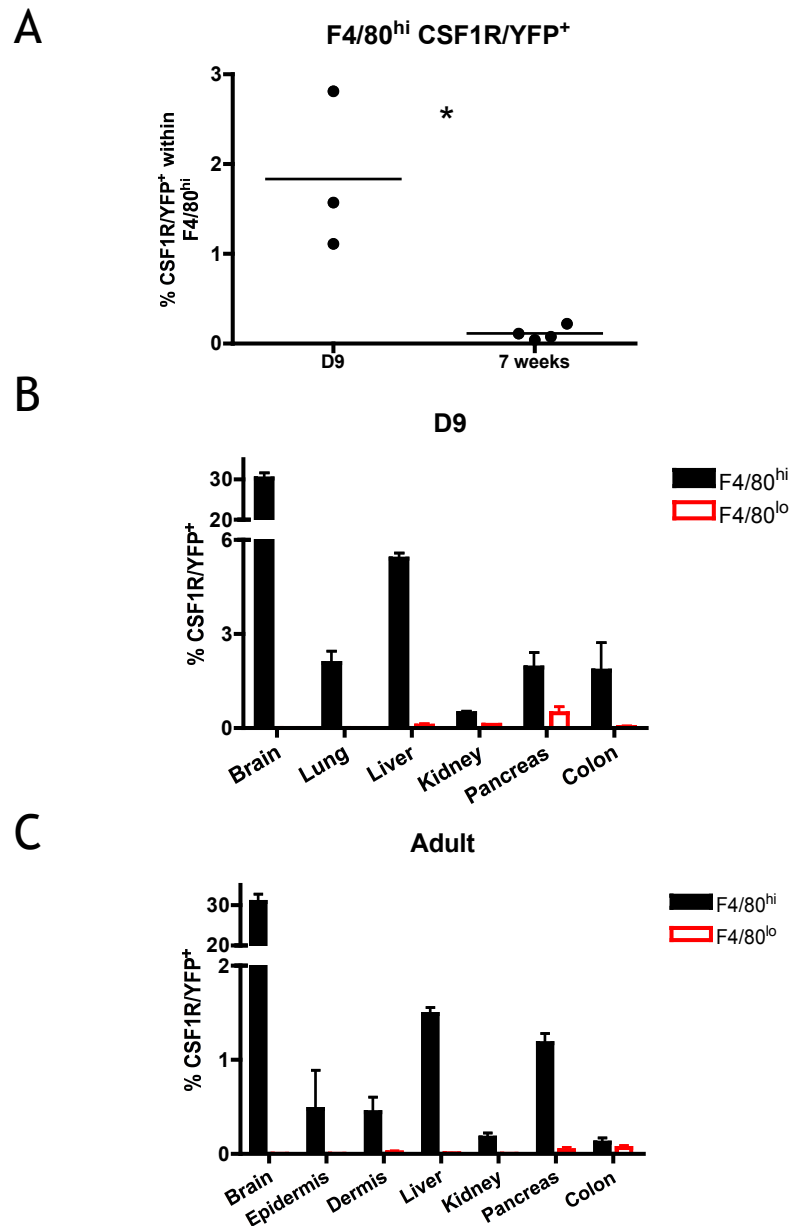 A
F4/80hi CSF1R/YFP+
% CSF1R/YFP+ within
F4/80hi
3
2
1
0
*
D9
7 weeks
B
D9
% CSF1R/YFP+
30
20
6
3
0
F4/80hi
F4/80lo
Brain
Lung
Liver
Kidney
Pancreas
Colon
C
Adult
% CSF1R/YFP+
30
20
2
1
0
F4/80hi
F4/80lo
Brain
Epidermis
Dermis
Liver
Kidney
Pancreas
Colon